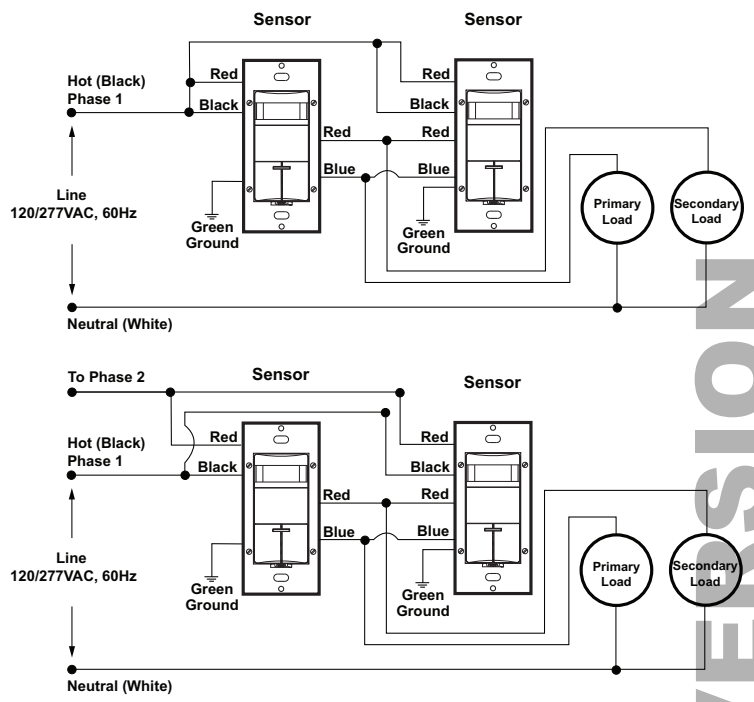 Sensor
Sensor
Hot (Black)
Phase 1
Red
Red
Black
Black
Red
Red
Blue
Blue
Line
120/277VAC, 60Hz
Green
Ground
Green
Ground
Primary
Load
Secondary
Load
Neutral (White)
To Phase 2
Sensor
Sensor
Hot (Black)
Phase 1
Red
Red
Black
Black
Red
Red
Blue
Blue
Line
120/277VAC, 60Hz
Green
Ground
Green
Ground
Primary
Load
Secondary
Load
Neutral (White)
VERSION